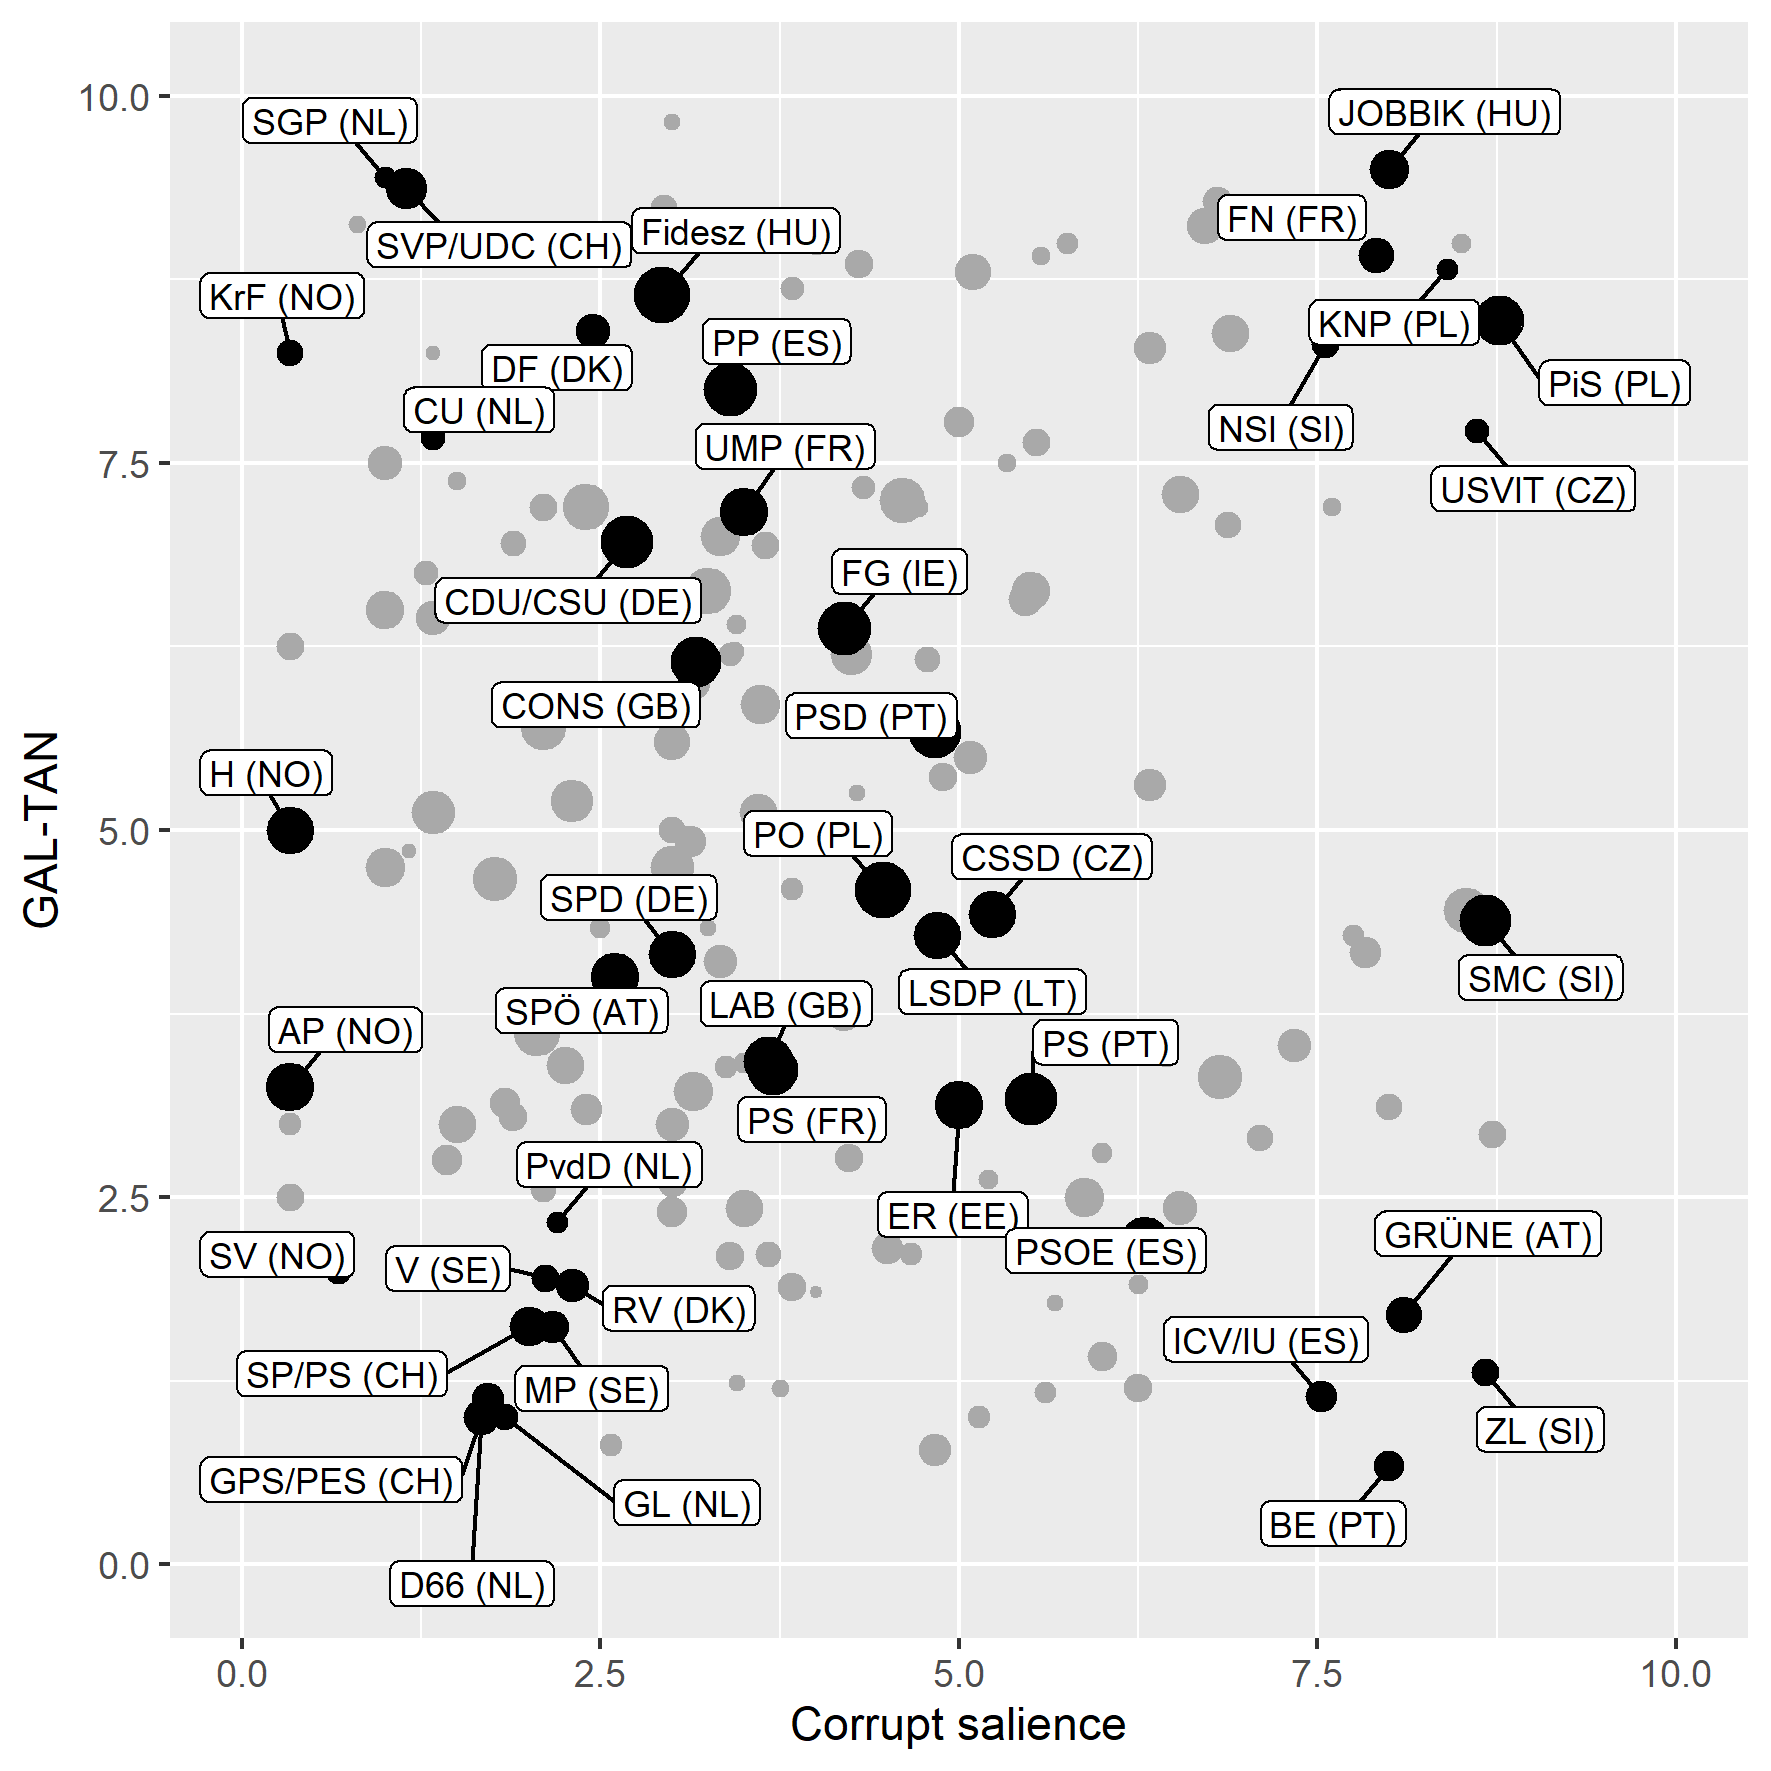 10.0
SGP (NL)
JOBBIK (HU)
SVP/UDC (CH)
Fidesz (HU)
FN (FR)
KrF (NO)
KNP (PL)
PP (ES)
DF (DK)
PiS (PL)
CU (NL)
NSI (SI)
UMP (FR)
7.5
USVIT (CZ)
FG (IE)
CDU/CSU (DE)
CONS (GB)
PSD (PT)
H (NO)
GAL-TAN
5.0
PO (PL)
CSSD (CZ)
SPD (DE)
SMC (SI)
LSDP (LT)
SPÖ (AT)
LAB (GB)
AP (NO)
PS (PT)
PS (FR)
PvdD (NL)
2.5
ER (EE)
GRÜNE (AT)
SV (NO)
PSOE (ES)
V (SE)
RV (DK)
ICV/IU (ES)
SP/PS (CH)
MP (SE)
ZL (SI)
GPS/PES (CH)
GL (NL)
BE (PT)
0.0
D66 (NL)
0.0 2.5 5.0 7.5 10.0
Corrupt salience